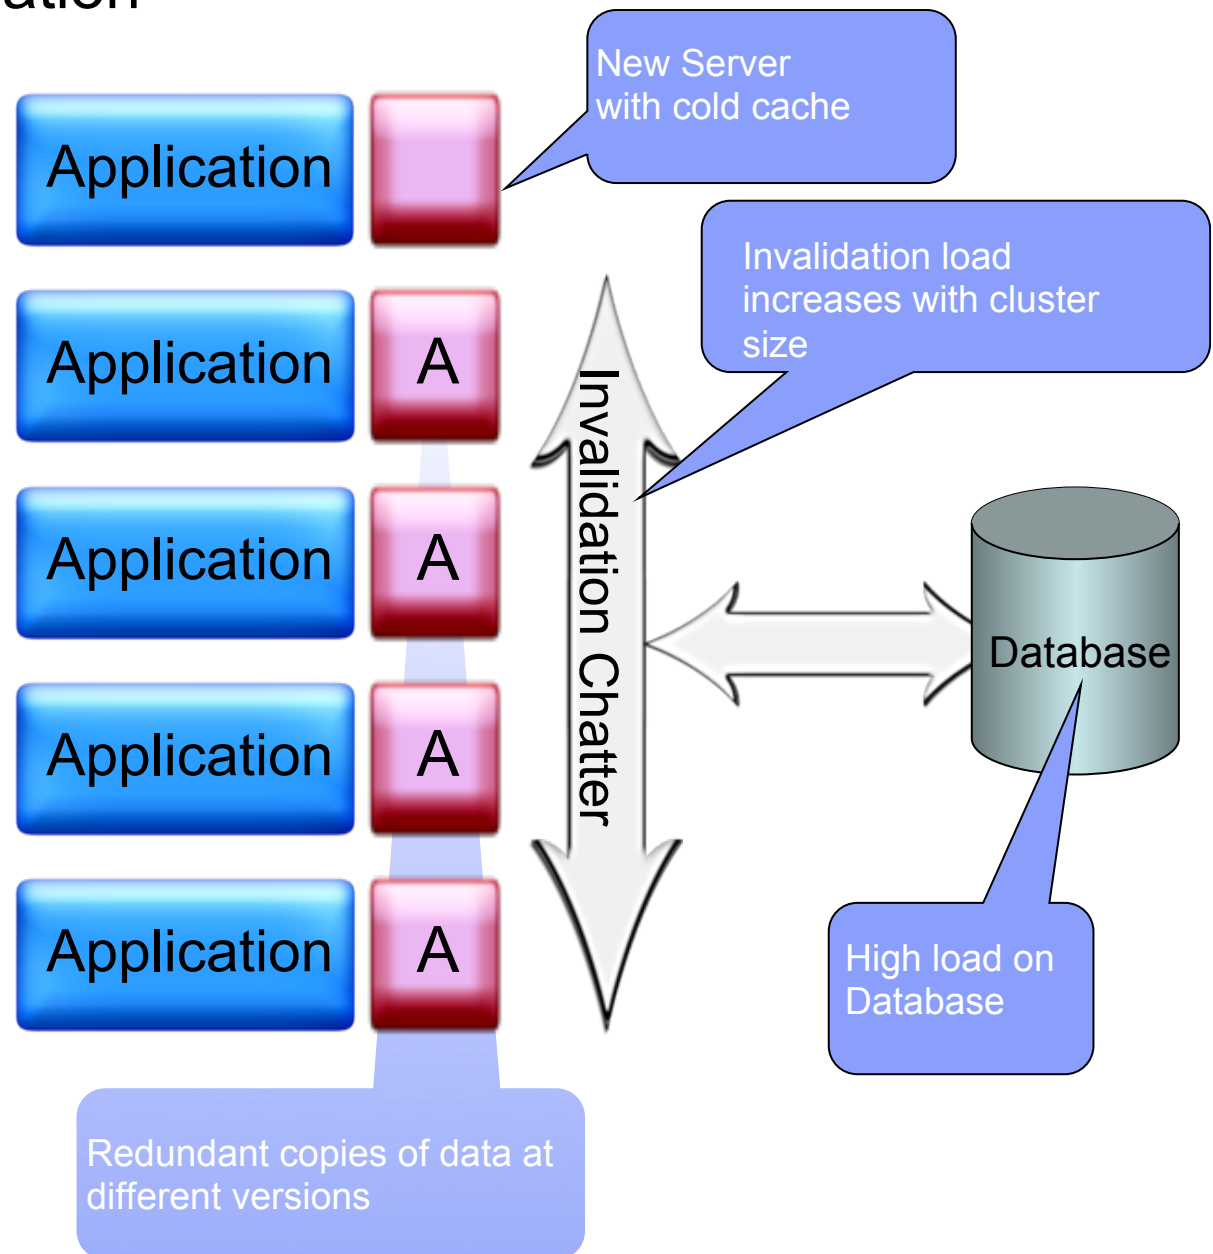 ation
New Server
with cold cache
Application
Invalidation load
increases with cluster
size
Application
A
Invalidation Chatter
Application
A
Database
Application
A
Application
A
High load on
Database
Redundant copies of data at
different versions